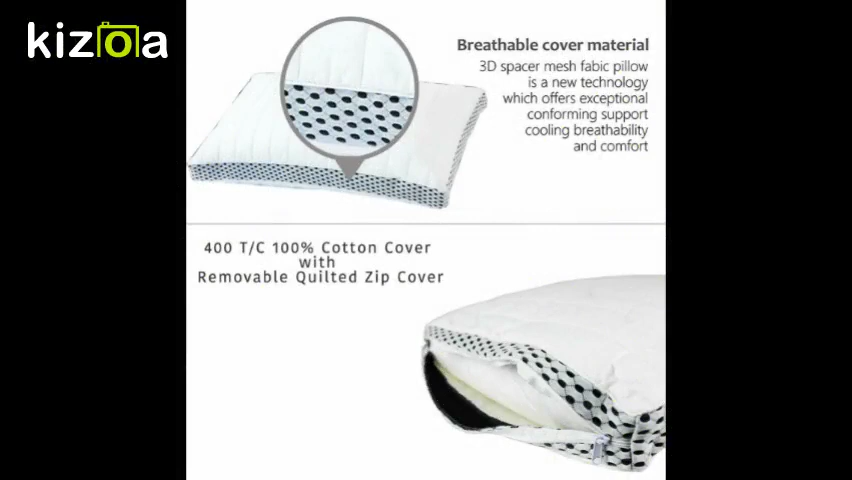 kizoa
Breathable cover material
3D spacer mesh fabic pillow
is a new technology
which offers exceptional
conforming support
cooling breathability
and comfort
400 T/C 100% Cotton Cover
with
Removable Quilted Zip Cover